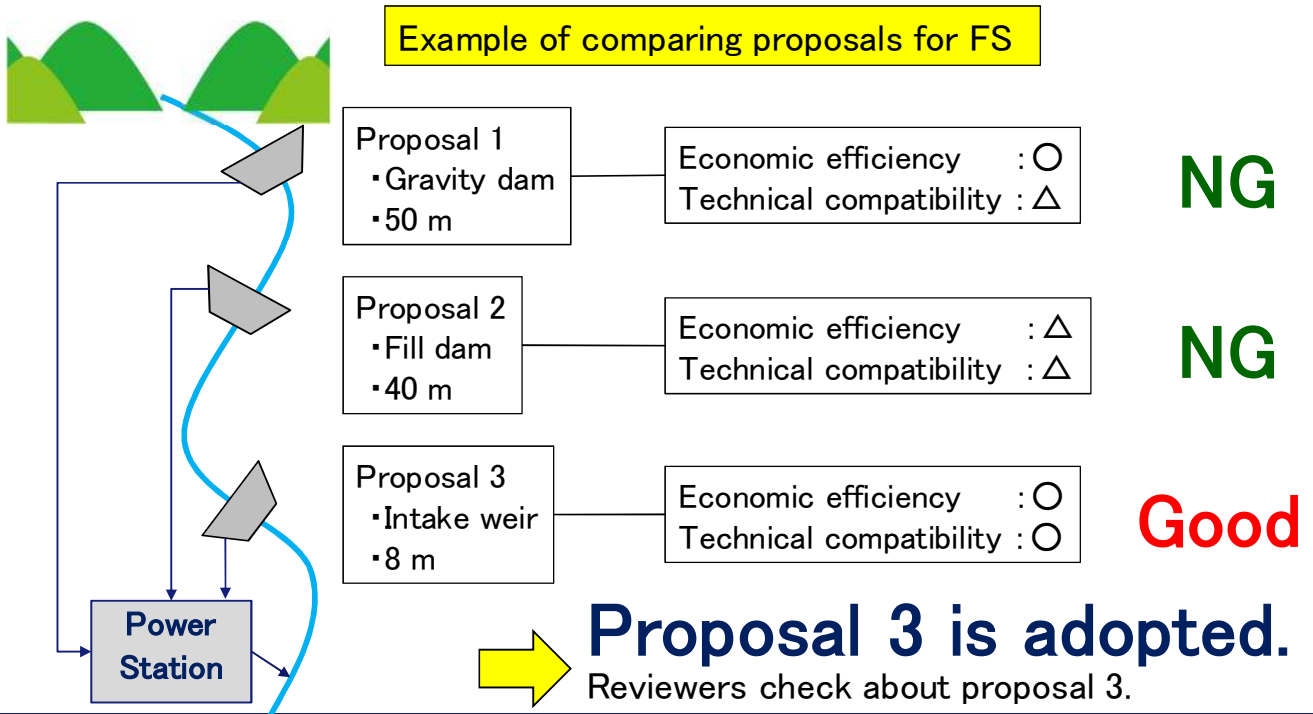 Example of comparing proposals for FS
Proposal 1
・Gravity dam
・50 m
Economic efficiency : ○
Technical compatibility : △
NG
Proposal 2
・Fill dam
・40 m
Economic efficiency : △
Technical compatibility : △
NG
Proposal 3
・Intake weir
・8 m
Economic efficiency : ○
Technical compatibility : ○
Good
Power
Station
Proposal 3 is adopted.
Reviewers check about proposal 3.